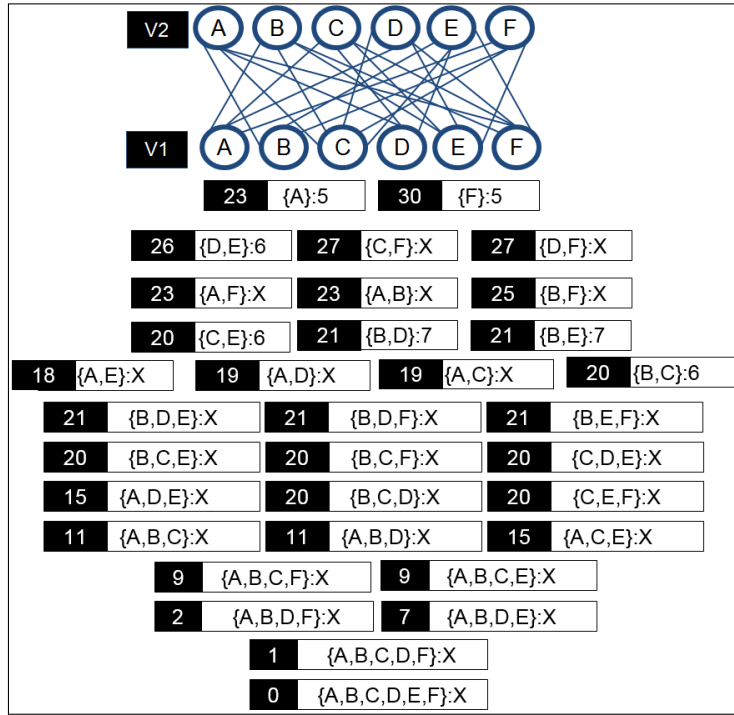 V2 A B C D E F
V1 A B C D E F
23 {A}:5 30 {F}:5
26 {D,E}:6 27 {C,F}:X 27 {D,F}:X
23 {A,F}:X 23 {A,B}:X 25 {B,F}:X
20 {C,E}:6 21 {B,D}:7 21 {B,E}:7
18 {A,E}:X 19 {A,D}:X 19 {A,C}:X 20 {B,C}:6
21 {B,D,E}:X 21 {B,D,F}:X 21 {B,E,F}:X
20 {B,C,E}:X 20 {B,C,F}:X 20 {C,D,E}:X
15 {A,D,E}:X 20 {B,C,D}:X 20 {C,E,F}:X
11 {A,B,C}:X 11 {A,B,D}:X 15 {A,C,E}:X
9 {A,B,C,F}:X 9 {A,B,C,E}:X
2 {A,B,D,F}:X 7 {A,B,D,E}:X
1 {A,B,C,D,F}:X
0 {A,B,C,D,E,F}:X